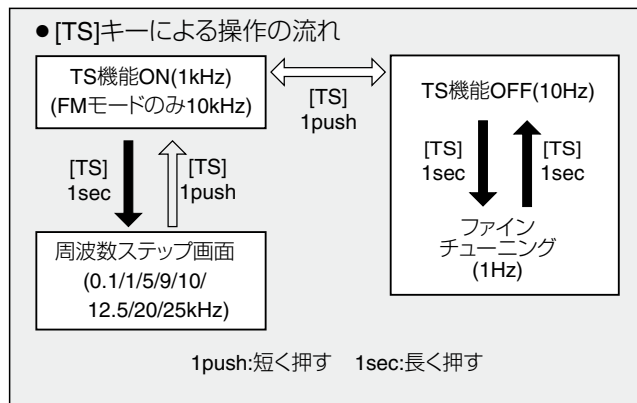 ●[TS]キーによる操作の流れ
TS機能ON(1kHz)
(FMモードのみ10kHz)
[TS]
1push
TS機能OFF(10Hz)
[TS]
1sec
[TS]
1push
[TS]
1sec
[TS]
1sec
周波数ステップ画面
(0.1/1/5/9/10/
12.5/20/25kHz)
ファイン
チューニング
(1Hz)
1push:短く押す 1sec:長く押す